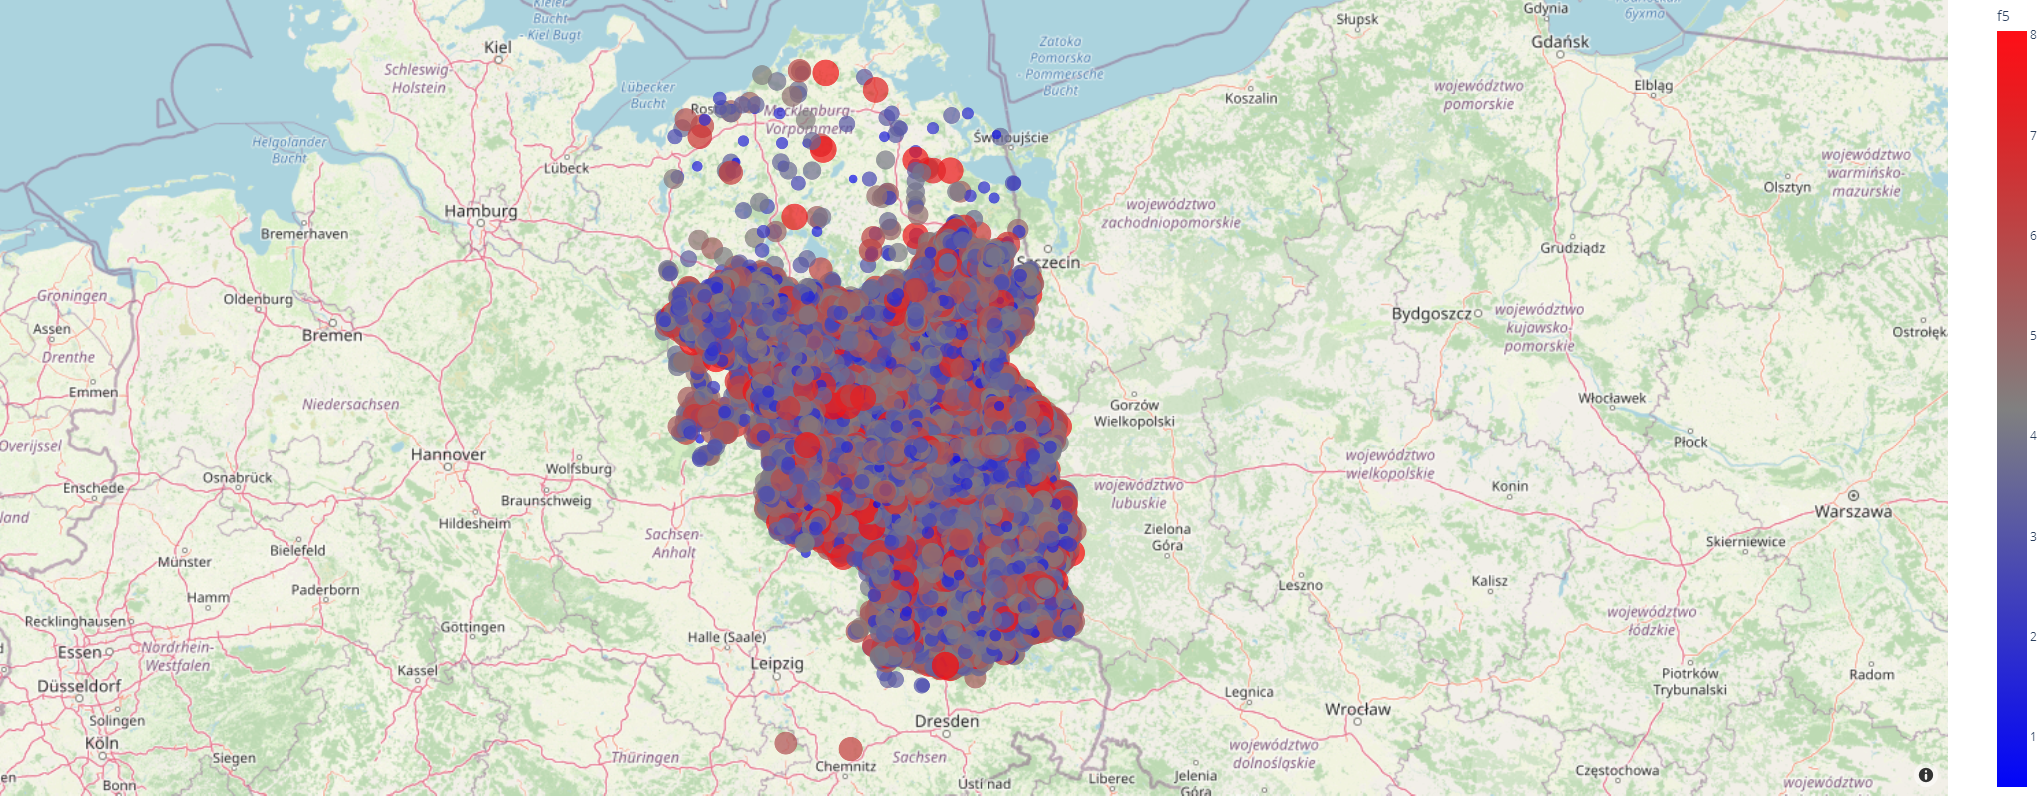 f5
8
7
6
5
4
3
2
1
Kieler
Bucht
- Kiel Bugt
Kiel
Schleswig-
Holstein
Lübecker
Bucht
Helgoländer
Bucht
Lübeck
Hamburg
Bremerhaven
Mecklenburg-
Vorpommern
Zatoka
Pomorska
- Pommersche
Bucht
Świnoujście
Szczecin
Słupsk
Koszalin
Gdynia
Gdańsk
бухта
Elbląg
województwo
pomorskie
województwo
warmińsko-
mazurskie
Olsztyn
województwo
zachodniopomorskie
Grudziądz
Groningen
Assen
Drenthe
Emmen
Oldenburg
Bremen
Niedersachsen
Bydgoszcz
województwo
kujawsko-
pomorskie
Gorzów
Wielkopolski
Włocławek
Płock
Overijssel
Enschede
Osnabrück
Hannover
Wolfsburg
Braunschweig
Hildesheim
Sachsen-
Anhalt
województwo
wielkopolskie
województwo
lubuskie
Konin
Warszawa
Zielona
Góra
Skierniewice
Münster
Bielefeld
Hamm
Paderborn
Leszno
Kalisz
województwo
łódzkie
Recklinghausen
Essen
Nordrhein-
Westfalen
Düsseldorf
Göttingen
Kassel
Halle (Saale)
Leipzig
Piotrków
Trybunalski
Radom
Legnica
Wrocław
Solingen
Köln
Bonn
Siegen
Thüringen
Dresden
Chemnitz
Sachsen
Ústí nad
Liberec
Jelenia
Góra
województwo
dolnośląskie
Częstochowa
województwo